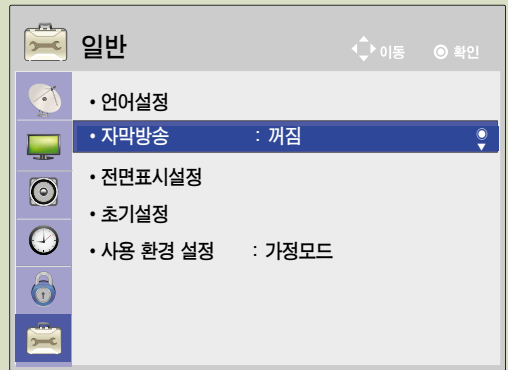 일반 이동 확인
• 언어설정
• 자막방송 : 꺼짐
• 전면표시설정
• 초기설정
• 사용 환경 설정 : 가정모드